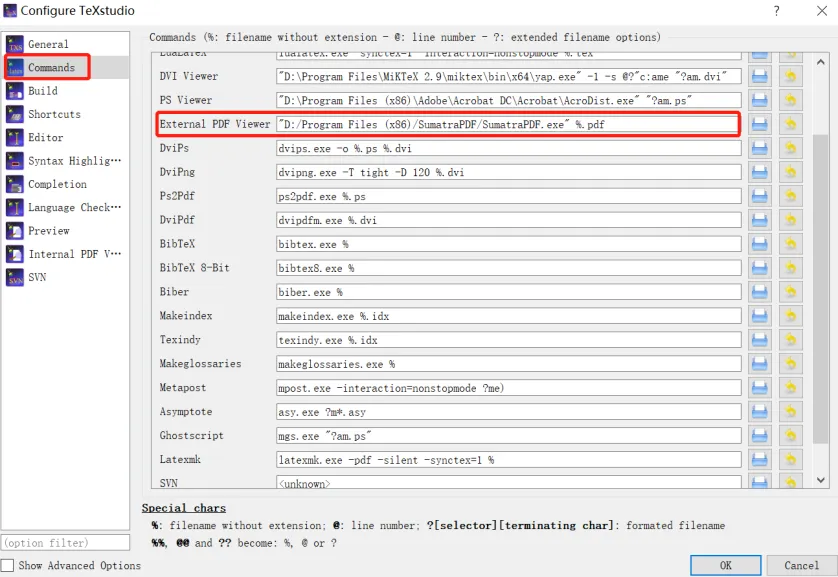 Configure TeXstudio
General
Commands
Build
Shortcuts
Editor
Syntax Highlig…
Completion
Language Check…
Preview
Internal PDF V…
SVN
(option filter)
Show Advanced Options
Commands (%: filename without extension - @: line number - ?: extended filename options)
DVI Viewer "D:\Program Files\MiKTeX 2.9\miktex\bin\x64\yap.exe" -1 -s @?"c:ame "?am.dvi"
PS Viewer "D:\Program Files (x86)\Adobe\Acrobat DC\Acrobat\AcroDist.exe" "?am.ps"
External PDF Viewer "D:/Program Files (x86)/SumatraPDF/SumatraPDF.exe" %.pdf
DviPs dvips.exe -o %.ps %.dvi
DviPng dvipng.exe -T tight -D 120 %.dvi
Ps2Pdf ps2pdf.exe %.ps
DviPdf dvipdfm.exe %.dvi
BibTeX bibtex.exe %
BibTeX 8-Bit bibtex8.exe %
Biber biber.exe %
Makeindex makeindex.exe %.idx
Texindy texindy.exe %.idx
Makeglossaries makeglossaries.exe %
Metapost mpost.exe -interaction=nonstopmode ?me)
Asymptote asy.exe ?m*.asy
Ghostscript mgs.exe "?am.ps"
Latexmk latexmk.exe -pdf -silent -synctex=1 %
SVN <unknown>
Special chars
%: filename without extension; @: line number; ?[selector][terminating char]: formated filename
%%, @@ and ?? become: %, @ or ?
OK
Cancel